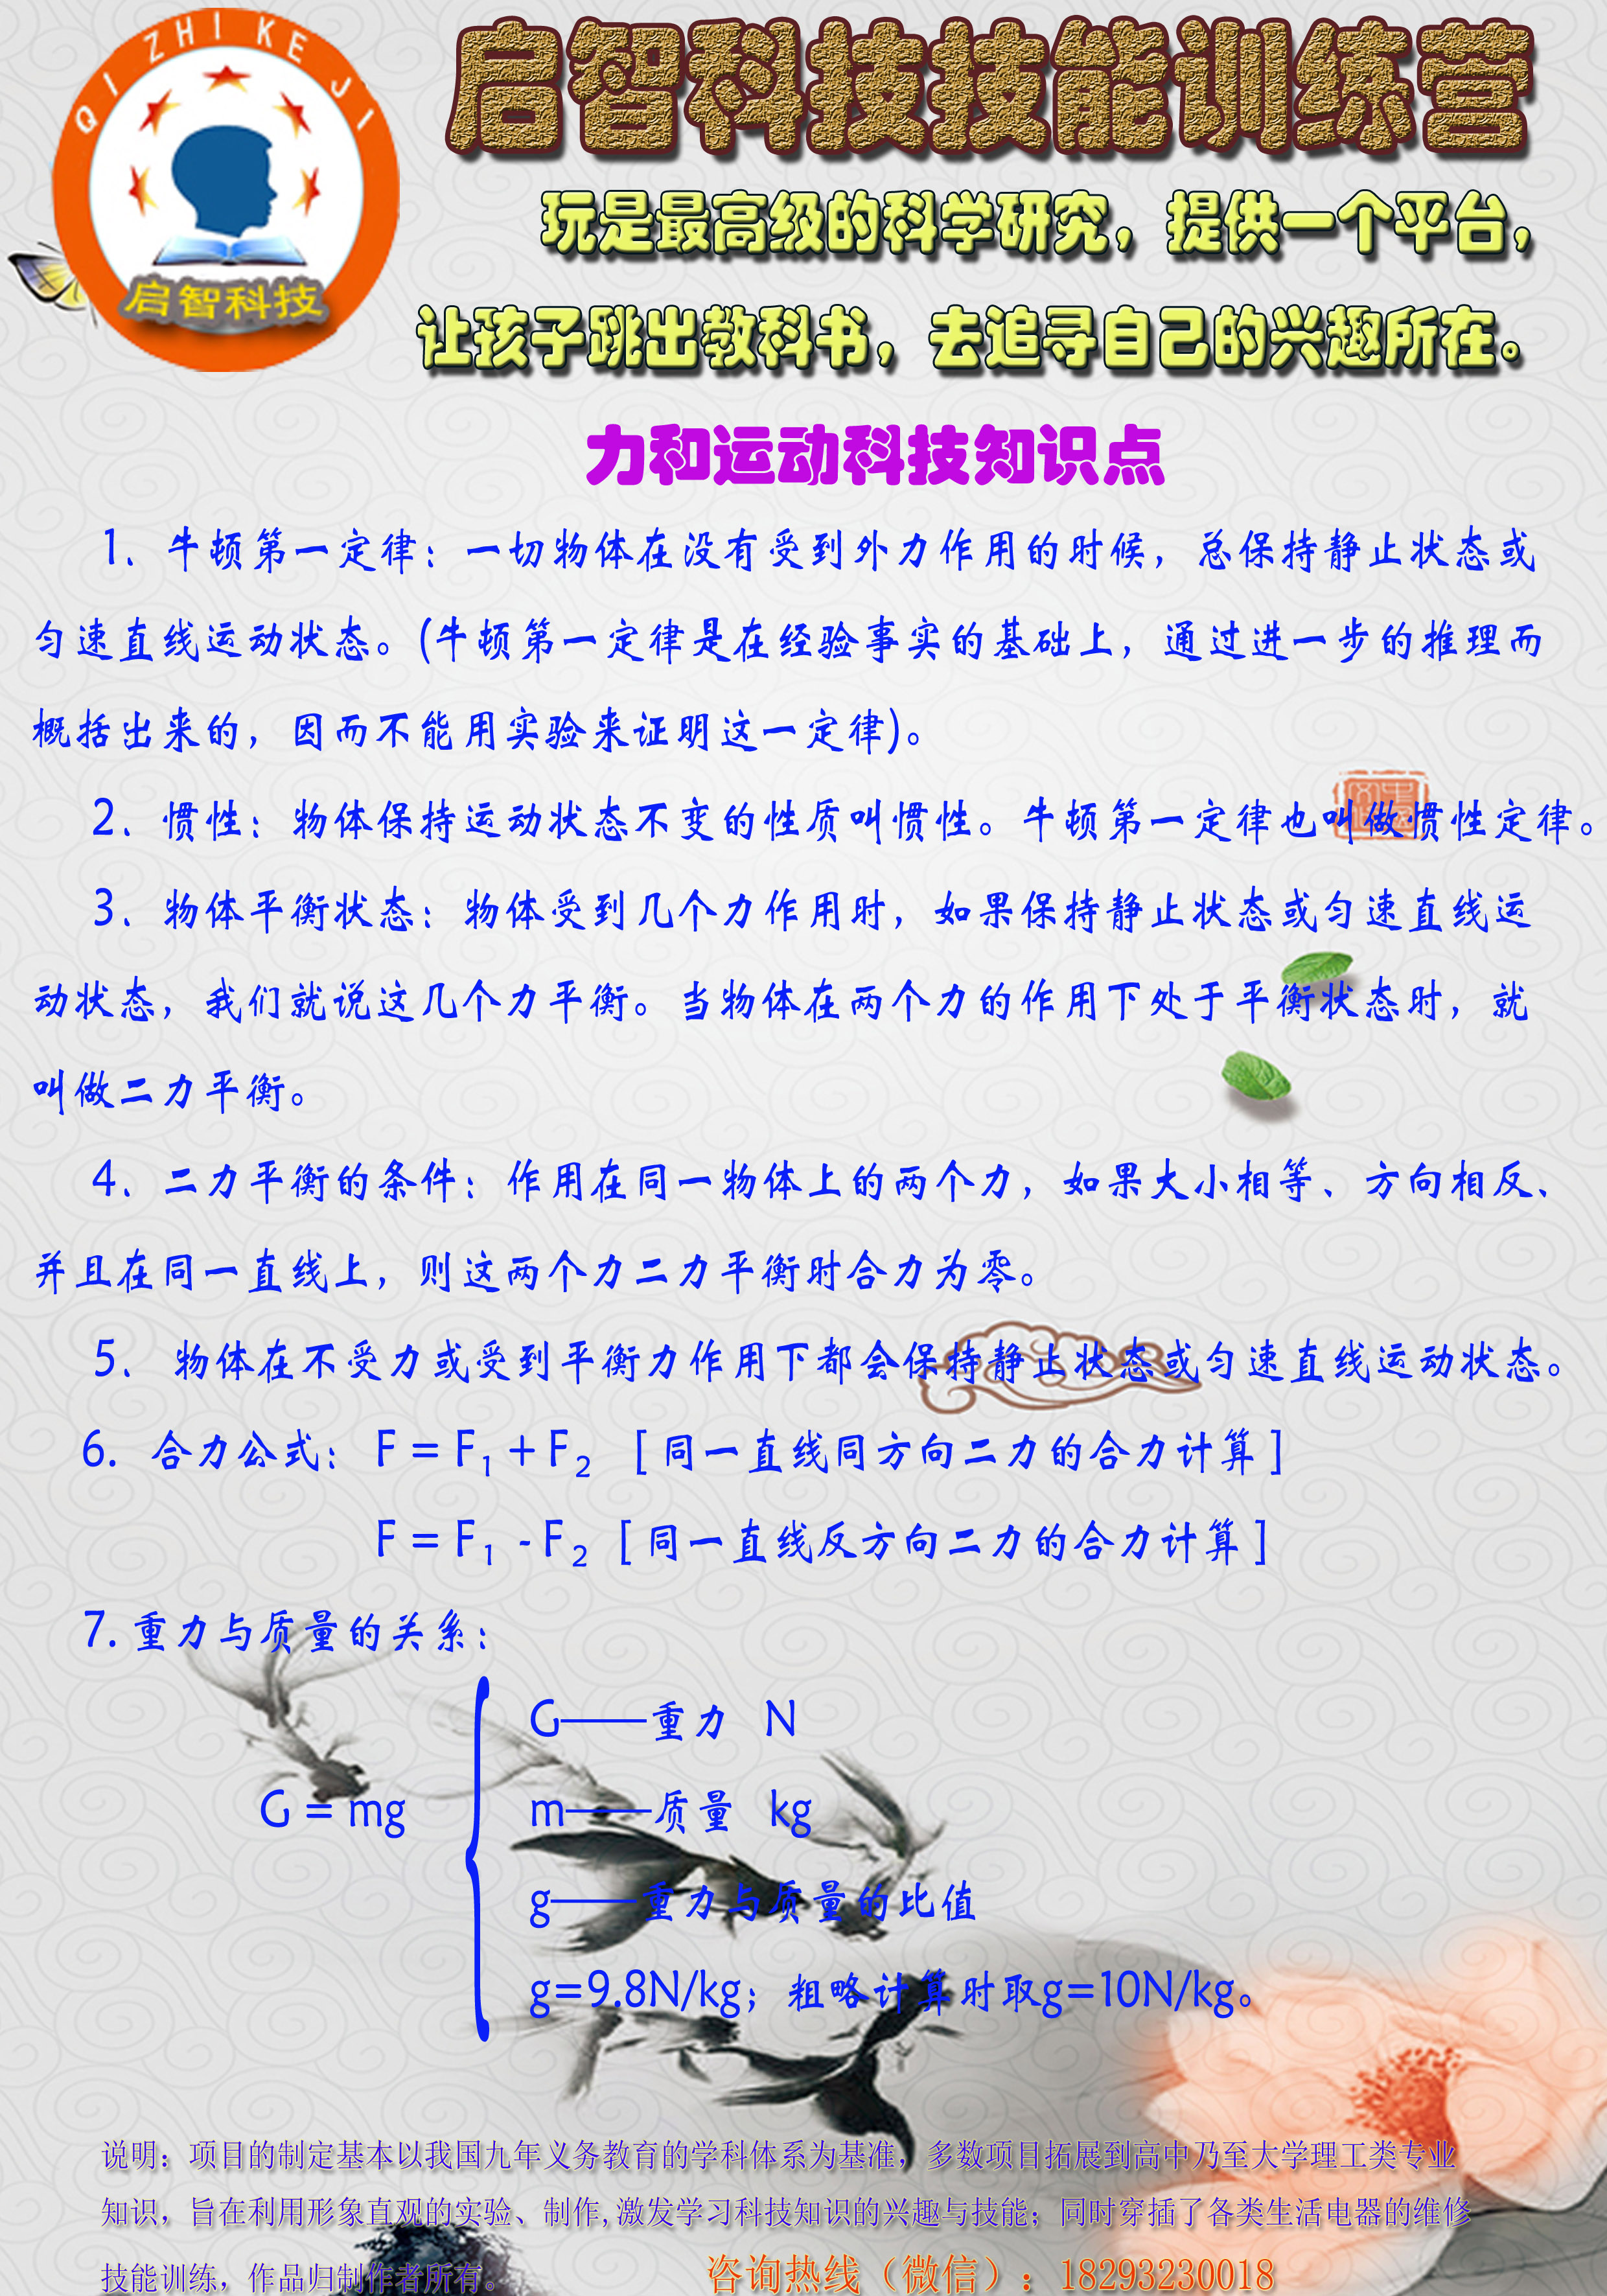 QI ZHI KE JI
启智科技
启智科技技能训练营
玩是最高级的科学研究，提供一个平台，
让孩子跳出教科书，去追寻自己的兴趣所在。
力和运动科技知识点
1、牛顿第一定律：一切物体在没有受到外力作用的时候，总保持静止状态或
匀速直线运动状态。(牛顿第一定律是在经验事实的基础上，通过进一步的推理而
概括出来的，因而不能用实验来证明这一定律)。
2、惯性：物体保持运动状态不变的性质叫惯性。牛顿第一定律也叫做惯性定律。
3、物体平衡状态：物体受到几个力作用时，如果保持静止状态或匀速直线运
动状态，我们就说这几个力平衡。当物体在两个力的作用下处于平衡状态时，就
叫做二力平衡。
4、二力平衡的条件：作用在同一物体上的两个力，如果大小相等、方向相反、
并且在同一直线上，则这两个力二力平衡时合力为零。
5、物体在不受力或受到平衡力作用下都会保持静止状态或匀速直线运动状态。
6. 合力公式： F = F₁ + F₂ [ 同一直线同方向二力的合力计算 ]
F = F₁ - F₂ [ 同一直线反方向二力的合力计算 ]
7. 重力与质量的关系：
G——重力 N
G = mg
m——质量 kg
g——重力与质量的比值
g=9.8N/kg；粗略计算时取g=10N/kg。
说明：项目的制定基本以我国九年义务教育的学科体系为基准，多数项目拓展到高中乃至大学理工类专业
知识，旨在利用形象直观的实验、制作,激发学习科技知识的兴趣与技能；同时穿插了各类生活电器的维修
技能训练，作品归制作者所有。
咨询热线（微信）：18293230018